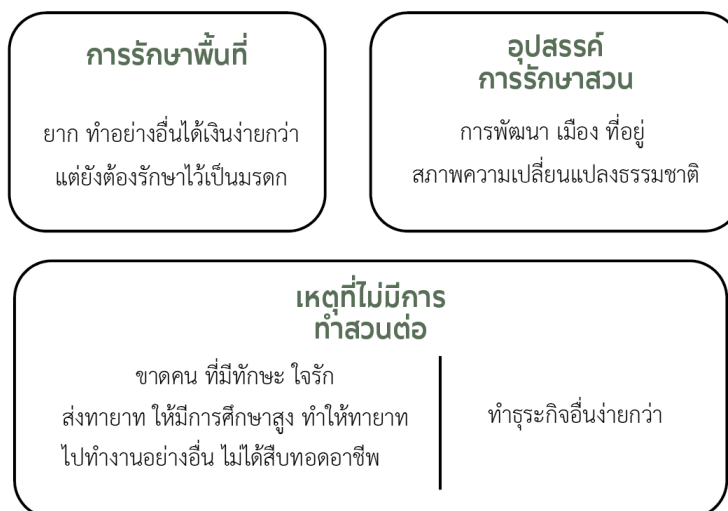 การรักษาพื้นที่
ยาก ทำอย่างอื่นได้เงินง่ายกว่า
แต่ยังต้องรักษาไว้เป็นมรดก
อุปสรรค์
การรักษาสวน
การพัฒนา เมือง ที่อยู่
สภาพความเปลี่ยนแปลงธรรมชาติ
เหตุที่ไม่มีการ
ทำสวนต่อ
ขาดคน ที่มีทักษะ ใจรัก
ส่งทายาท ให้มีการศึกษาสูง ทำให้ทายาท
ไปทำงานอย่างอื่น ไม่ได้สืบทอดอาชีพ
ทำธุระกิจอื่นง่ายกว่า